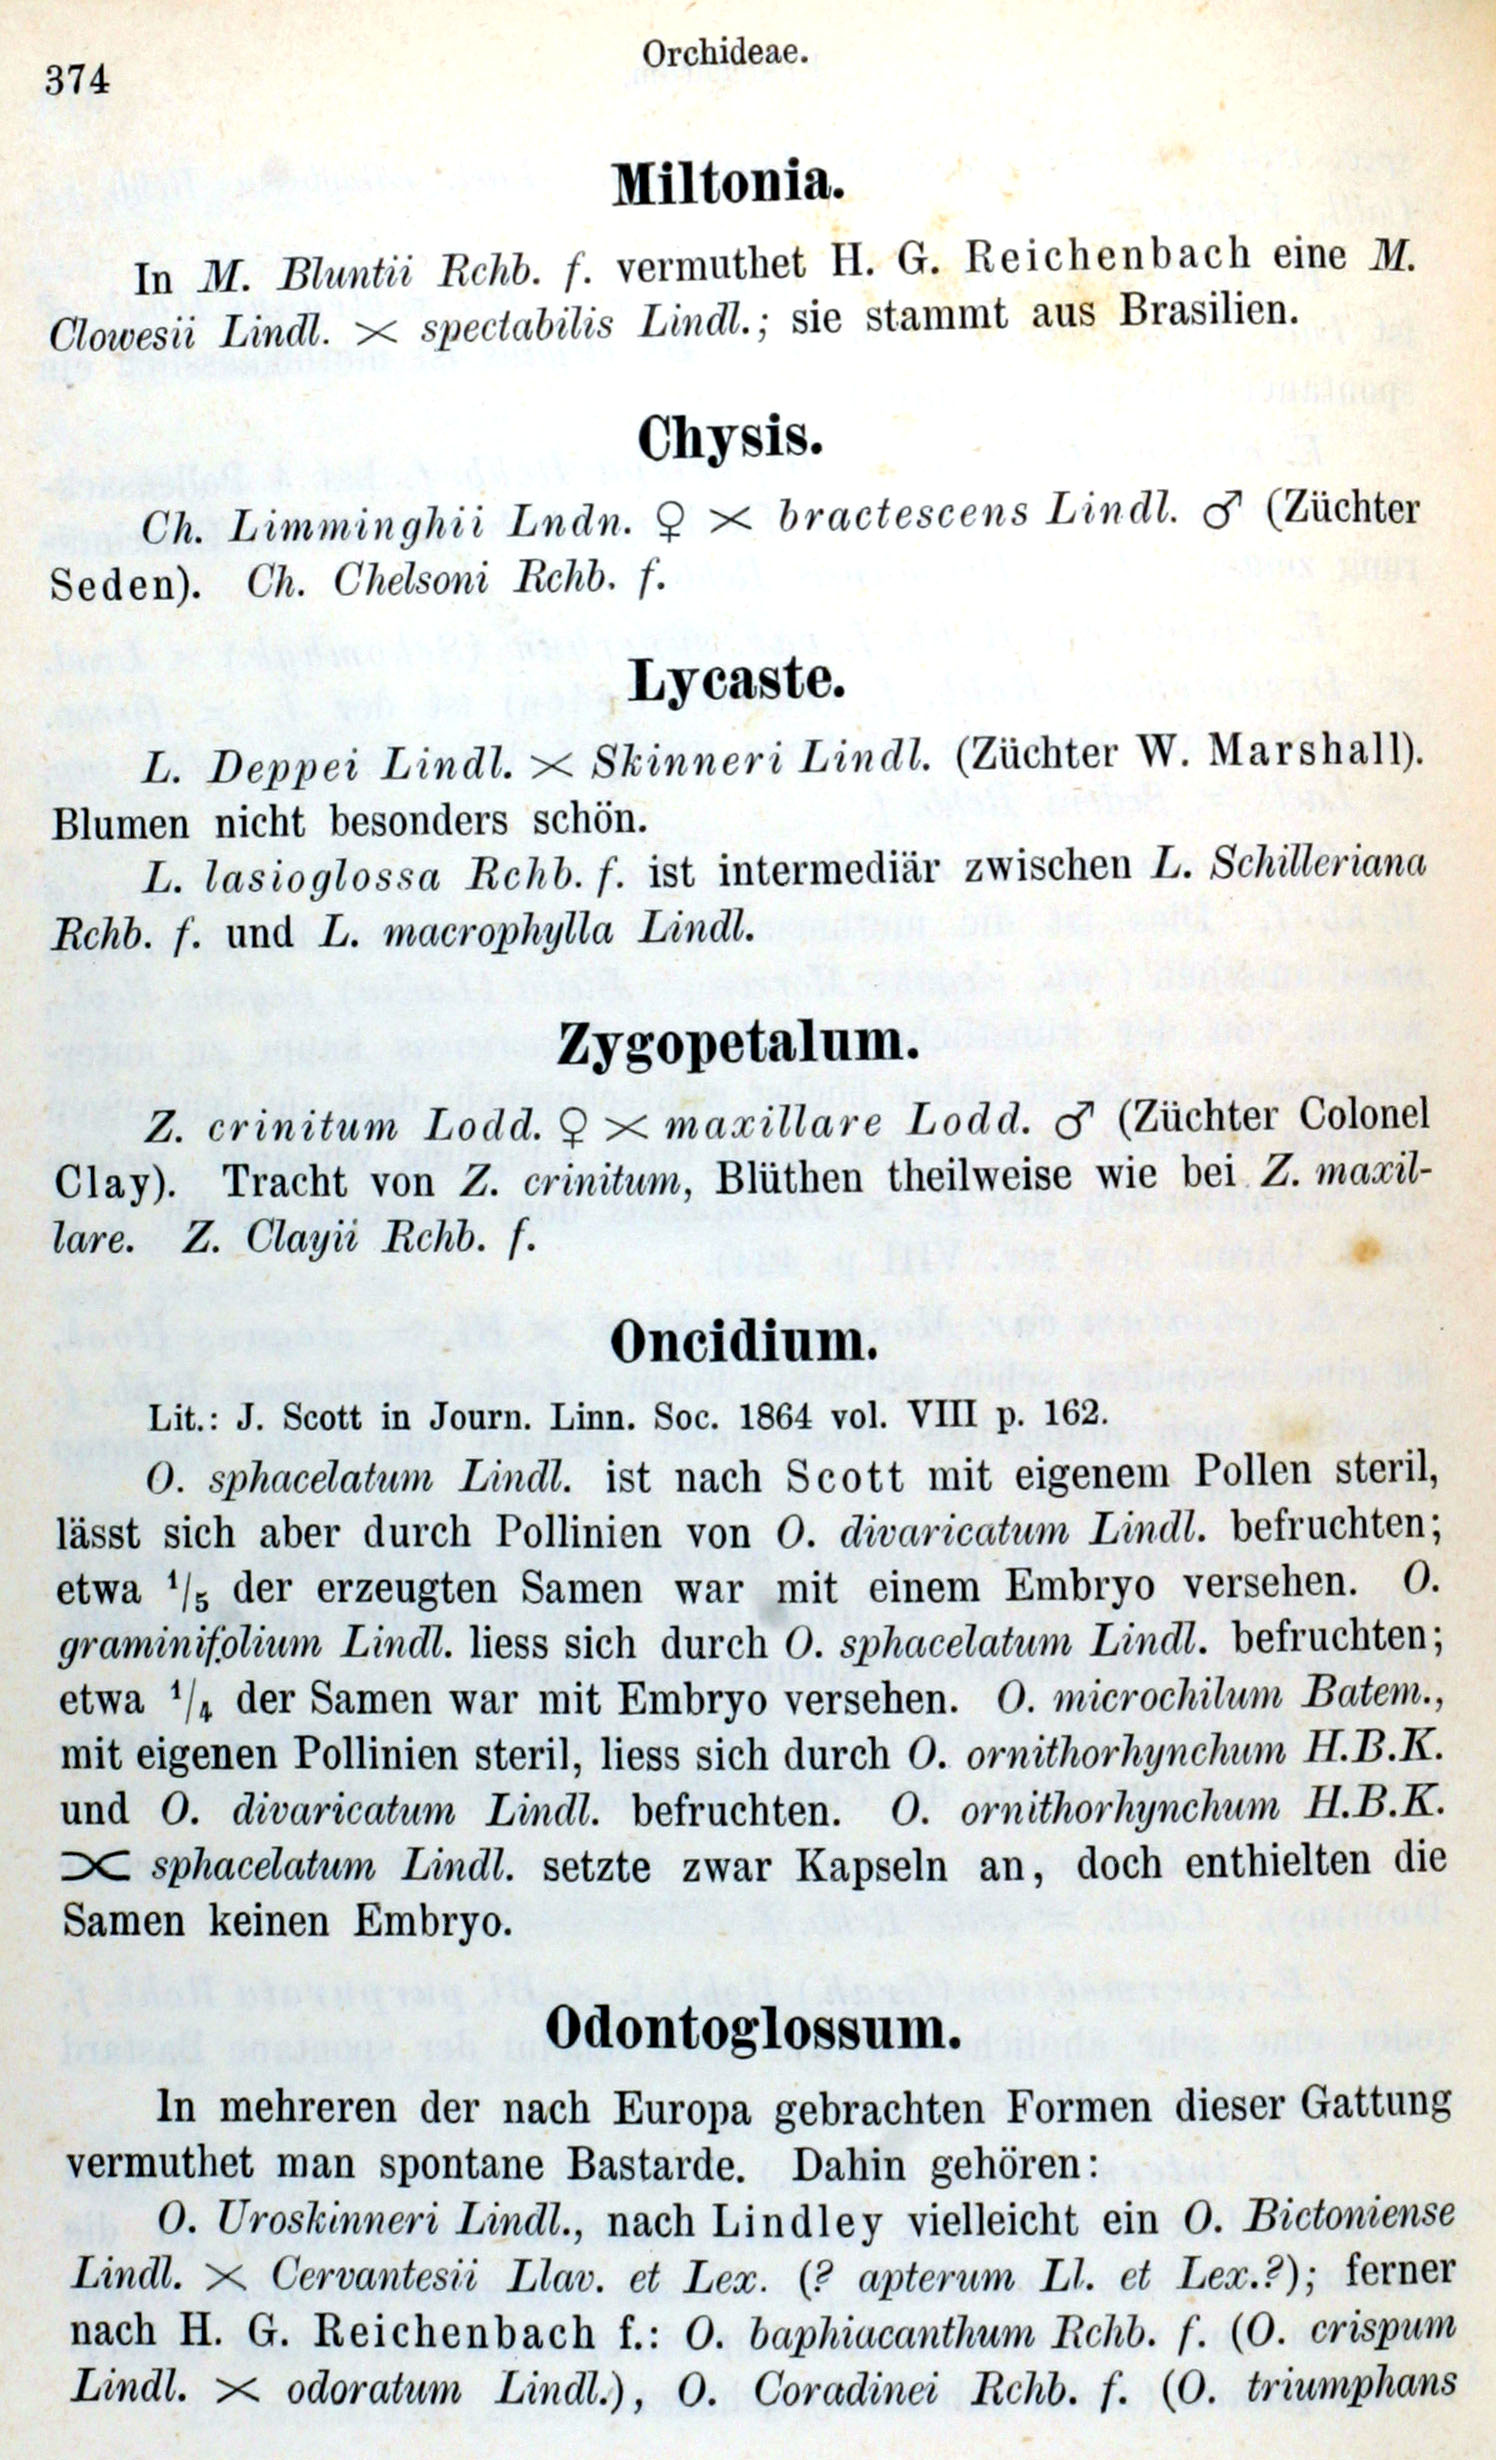 Orchideae.
374
Miltonia.
In M. Bluntii Rchb. f. vermuthet H. G. Reichenbach eine M.
Clowesii Lindl. × spectabilis Lindl.; sie stammt aus Brasilien.
Chysis.
Ch. Limminghii Lndn. ♀ × bractescens Lindl. ♂ (Züchter
Seden). Ch. Chelsoni Rchb. f.
Lycaste.
L. Deppei Lindl. × Skinneri Lindl. (Züchter W. Marshall).
Blumen nicht besonders schön.
L. lasioglossa Rchb. f. ist intermediär zwischen L. Schilleriana
Rchb. f. und L. macrophylla Lindl.
Zygopetalum.
Z. crinitum Lodd. ♀ × maxillare Lodd. ♂ (Züchter Colonel
Clay). Tracht von Z. crinitum, Blüthen theilweise wie bei Z. maxil-
lare. Z. Clayii Rchb. f.
Oncidium.
Lit.: J. Scott in Journ. Linn. Soc. 1864 vol. VIII p. 162.
O. sphacelatum Lindl. ist nach Scott mit eigenem Pollen steril,
lässt sich aber durch Pollinien von O. divaricatum Lindl. befruchten;
etwa 1/5 der erzeugten Samen war mit einem Embryo versehen. O.
graminifolium Lindl. liess sich durch O. sphacelatum Lindl. befruchten;
etwa 1/4 der Samen war mit Embryo versehen. O. microchilum Batem.,
mit eigenen Pollinien steril, liess sich durch O. ornithorhynchum H.B.K.
und O. divaricatum Lindl. befruchten. O. ornithorhynchum H.B.K.
⪥ sphacelatum Lindl. setzte zwar Kapseln an, doch enthielten die
Samen keinen Embryo.
Odontoglossum.
In mehreren der nach Europa gebrachten Formen dieser Gattung
vermuthet man spontane Bastarde. Dahin gehören:
O. Uroskinneri Lindl., nach Lindley vielleicht ein O. Bictoniense
Lindl. × Cervantesii Llav. et Lex. (? apterum Ll. et Lex.?); ferner
nach H. G. Reichenbach f.: O. baphiacanthum Rchb. f. (O. crispum
Lindl. × odoratum Lindl.), O. Coradinei Rchb. f. (O. triumphans